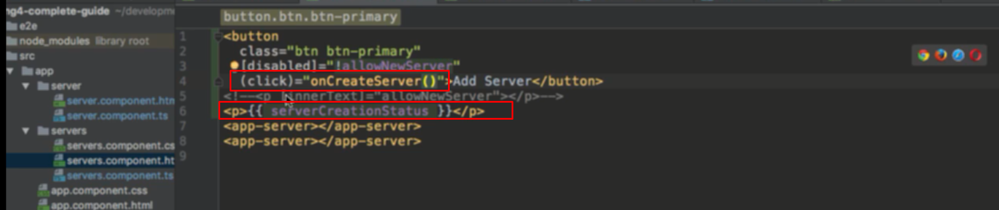 ng4-complete-guide ~/developme
e2e
node_modules library root
src
app
server
server.component.htm
server.component.ts
servers
servers.component.cs
servers.component.ht
servers.component.ts
app.component.css
app.component.html
button.btn.btn-primary
1 <button
2 class="btn btn-primary"
3 [disabled]="!allowNewServer"
4 (click)="onCreateServer()">Add Server</button>
5 <!--<p [innerText]="allowNewServer"></p>-->
6 <p>{{ serverCreationStatus }}</p>
7 <app-server></app-server>
8 <app-server></app-server>
9